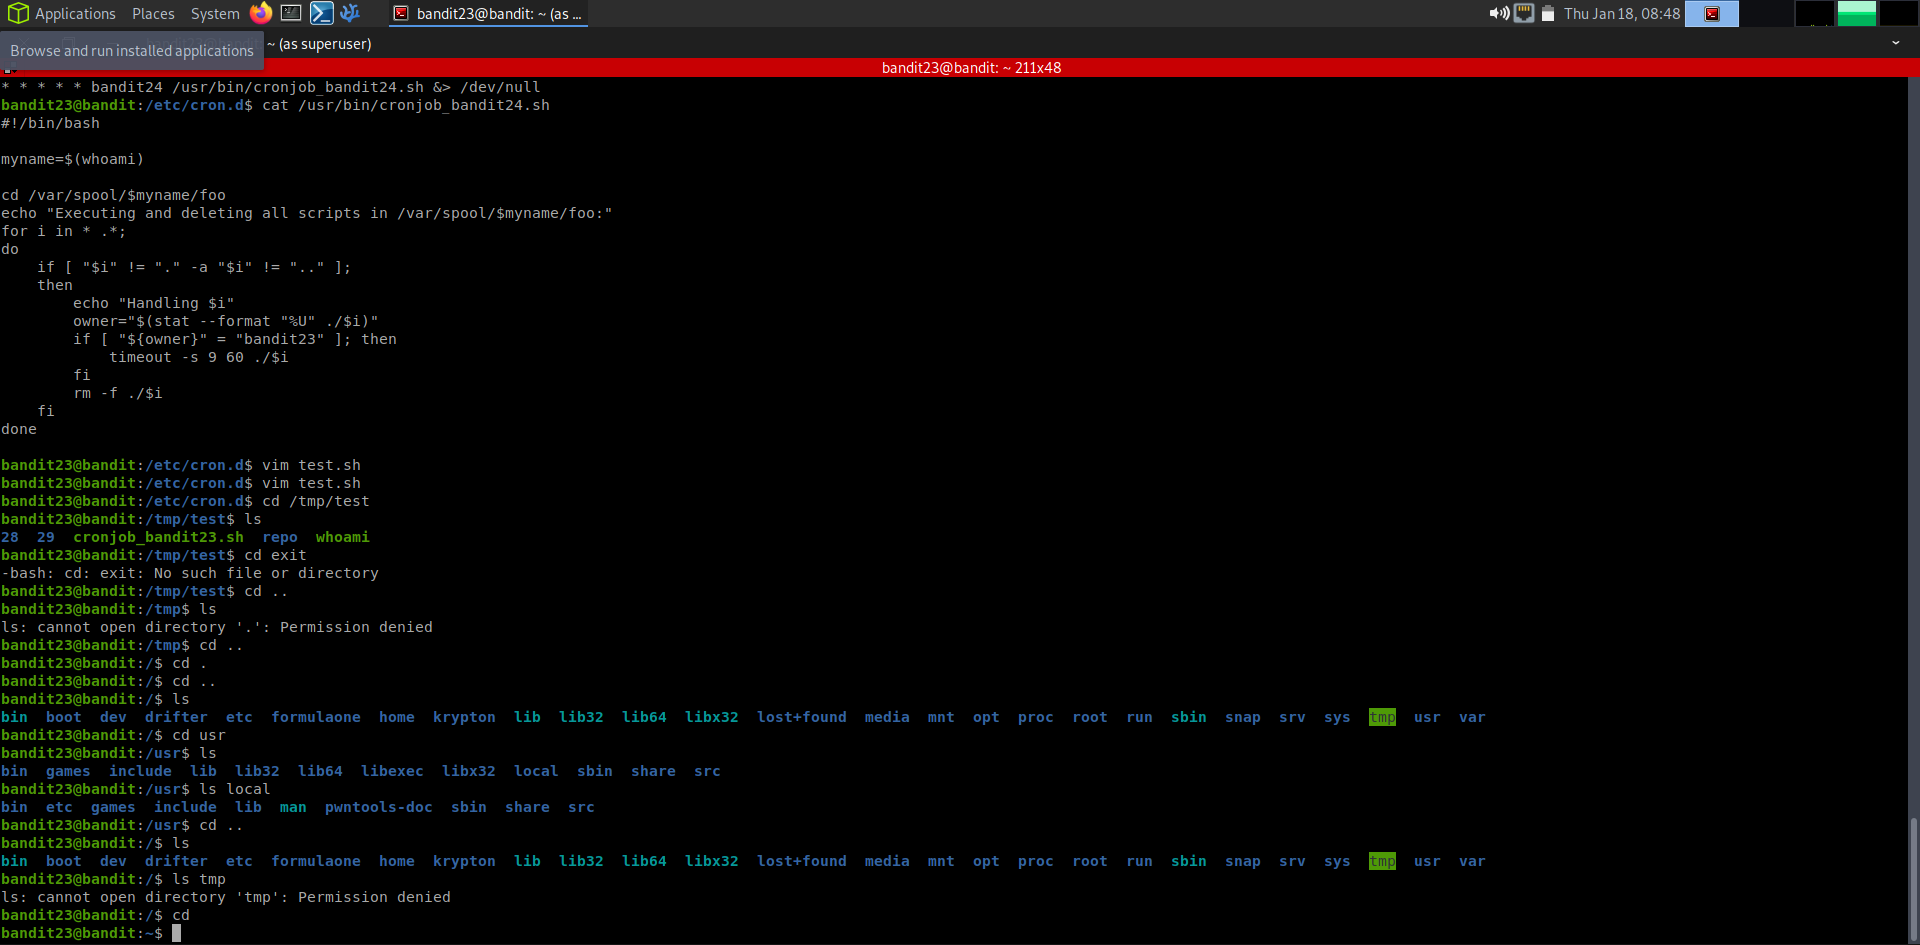 Applications Places System bandit23@bandit: ~ (as ... Thu Jan 18, 08:48
Browse and run installed applications ~ (as superuser)
bandit23@bandit: ~ 211x48
* * * * * bandit24 /usr/bin/cronjob_bandit24.sh &> /dev/null
bandit23@bandit:/etc/cron.d$ cat /usr/bin/cronjob_bandit24.sh
#!/bin/bash
myname=$(whoami)
cd /var/spool/$myname/foo
echo "Executing and deleting all scripts in /var/spool/$myname/foo:"
for i in * .*;
do
    if [ "$i" != "." -a "$i" != ".." ];
    then
        echo "Handling $i"
        owner="$(stat --format "%U" ./$i)"
        if [ "${owner}" = "bandit23" ]; then
            timeout -s 9 60 ./$i
        fi
        rm -f ./$i
    fi
done
bandit23@bandit:/etc/cron.d$ vim test.sh
bandit23@bandit:/etc/cron.d$ vim test.sh
bandit23@bandit:/etc/cron.d$ cd /tmp/test
bandit23@bandit:/tmp/test$ ls
28  29  cronjob_bandit23.sh  repo  whoami
bandit23@bandit:/tmp/test$ cd exit
-bash: cd: exit: No such file or directory
bandit23@bandit:/tmp/test$ cd ..
bandit23@bandit:/tmp$ ls
ls: cannot open directory '.': Permission denied
bandit23@bandit:/tmp$ cd ..
bandit23@bandit:/$ cd .
bandit23@bandit:/$ cd ..
bandit23@bandit:/$ ls
bin  boot  dev  drifter  etc  formulaone  home  krypton  lib  lib32  lib64  libx32  lost+found  media  mnt  opt  proc  root  run  sbin  snap  srv  sys  tmp  usr  var
bandit23@bandit:/$ cd usr
bandit23@bandit:/usr$ ls
bin  games  include  lib  lib32  lib64  libexec  libx32  local  sbin  share  src
bandit23@bandit:/usr$ ls local
bin  etc  games  include  lib  man  pwntools-doc  sbin  share  src
bandit23@bandit:/usr$ cd ..
bandit23@bandit:/$ ls
bin  boot  dev  drifter  etc  formulaone  home  krypton  lib  lib32  lib64  libx32  lost+found  media  mnt  opt  proc  root  run  sbin  snap  srv  sys  tmp  usr  var
bandit23@bandit:/$ ls tmp
ls: cannot open directory 'tmp': Permission denied
bandit23@bandit:/$ cd
bandit23@bandit:~$